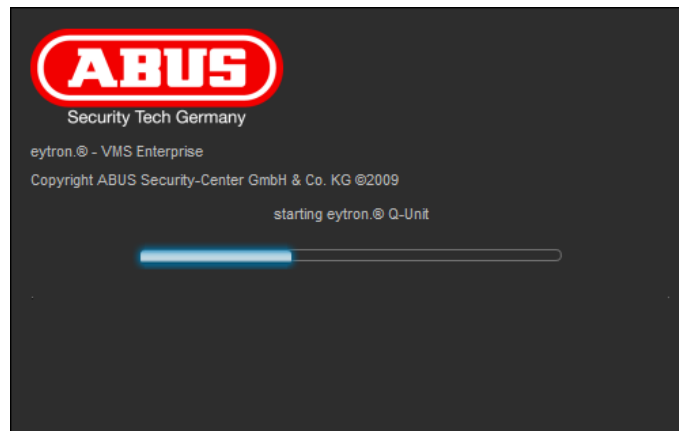 ABUS
Security Tech Germany
eytron.® - VMS Enterprise
Copyright ABUS Security-Center GmbH & Co. KG ©2009
starting eytron.® Q-Unit